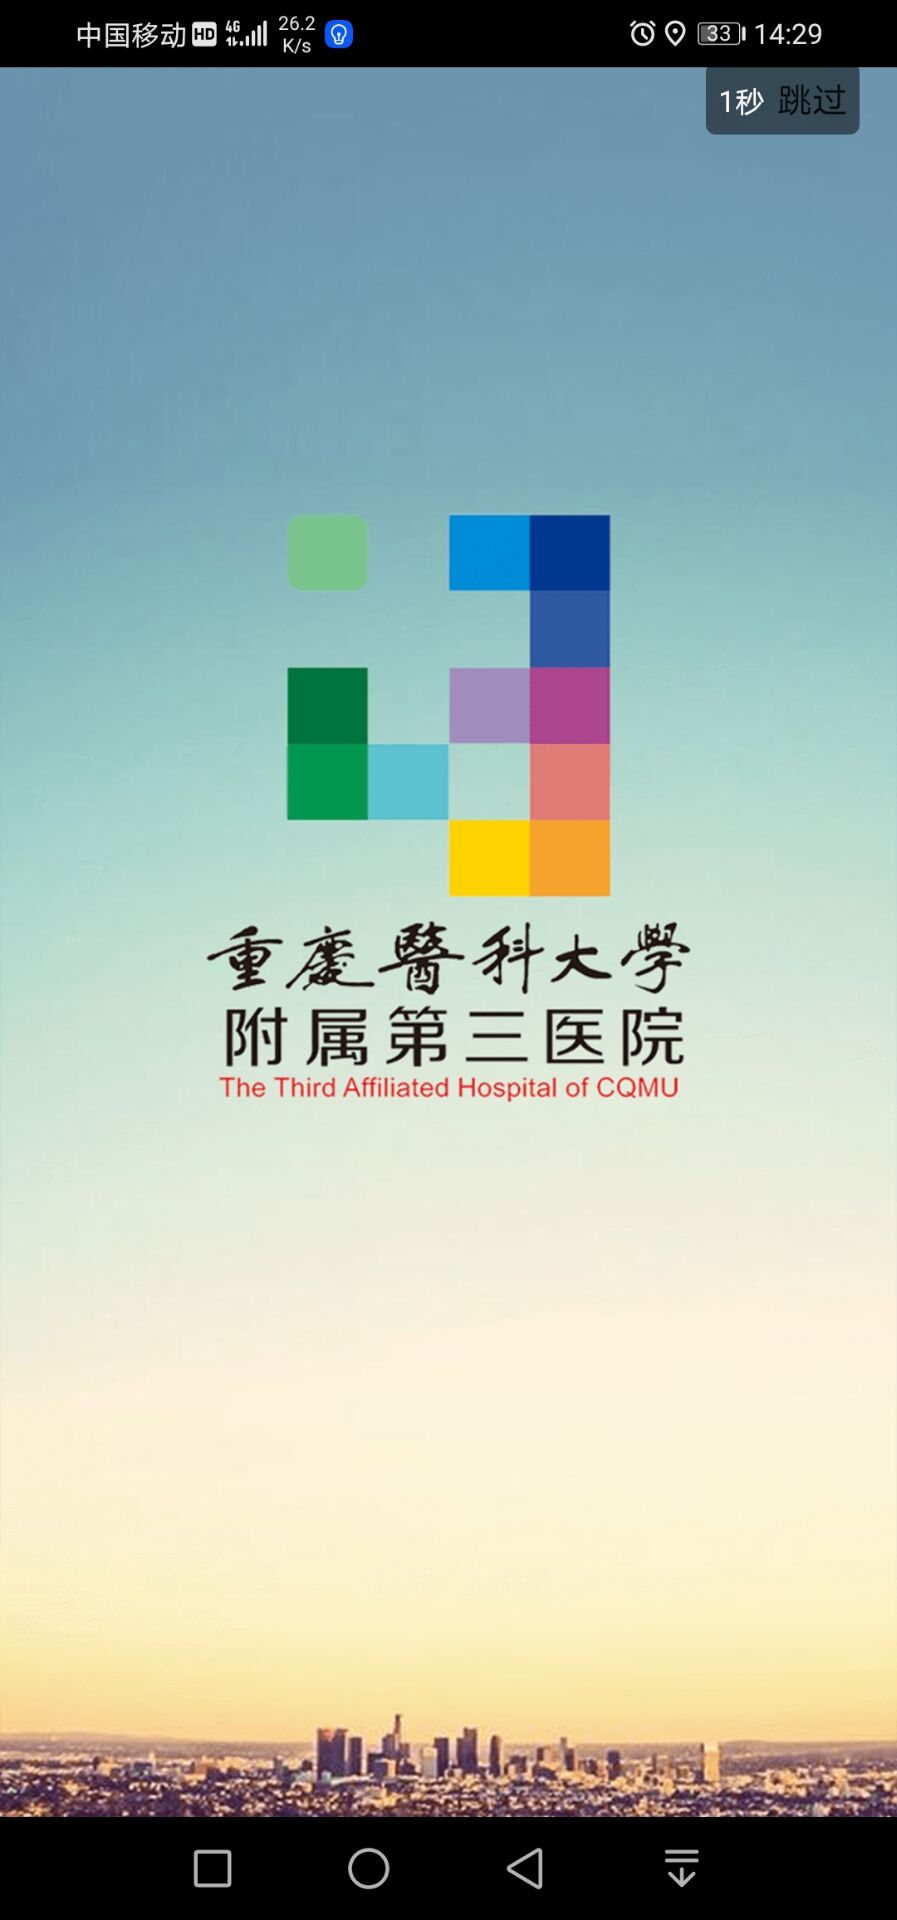 中国移动 HD 4G 26.2 K/s 33 14:29
1秒 跳过
重慶醫科大學
附属第三医院
The Third Affiliated Hospital of CQMU